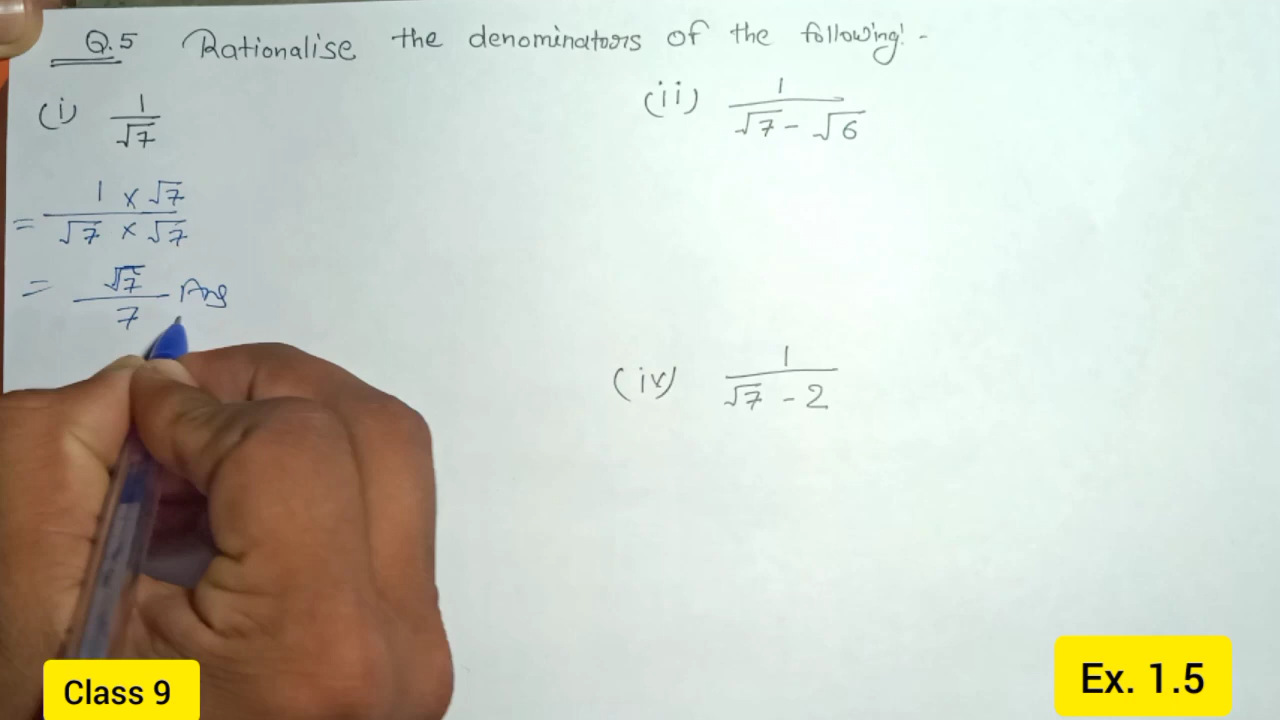 Q.5 Rationalise the denominators of the following:-
(i) 1/√7
(ii) 1/(√7 - √6)
= (1 × √7)/(√7 × √7)
= √7/7 Ans
(iv) 1/(√7 - 2)
Class 9
Ex. 1.5